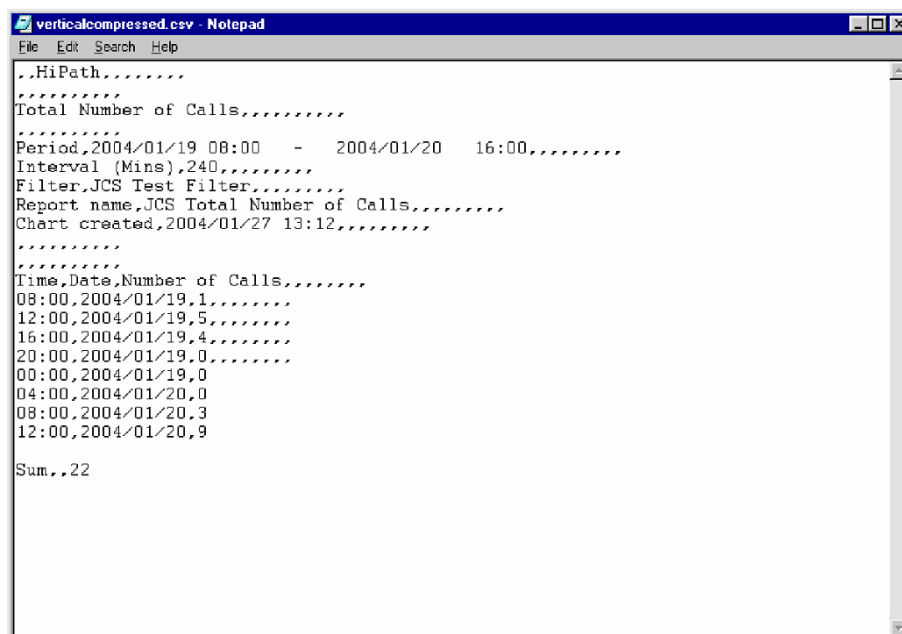 verticalcompressed.csv - Notepad
File Edit Search Help
,,HiPath,,,,,,,,
,,,,,,,,,,
Total Number of Calls,,,,,,,,,,
,,,,,,,,,,
Period,2004/01/19 08:00   -   2004/01/20   16:00,,,,,,,,,
Interval (Mins),240,,,,,,,,,
Filter,JCS Test Filter,,,,,,,,,
Report name,JCS Total Number of Calls,,,,,,,,,
Chart created,2004/01/27 13:12,,,,,,,,,
,,,,,,,,,,
,,,,,,,,,,
Time,Date,Number of Calls,,,,,,,,
08:00,2004/01/19,1,,,,,,,,
12:00,2004/01/19,5,,,,,,,,
16:00,2004/01/19,4,,,,,,,,
20:00,2004/01/19,0,,,,,,,,
00:00,2004/01/19,0
04:00,2004/01/20,0
08:00,2004/01/20,3
12:00,2004/01/20,9
Sum,,22